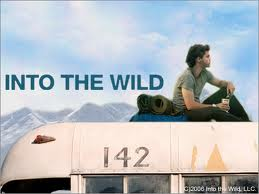 INTO THE WILD
142
(C)2006 Into the Wild, LLC.